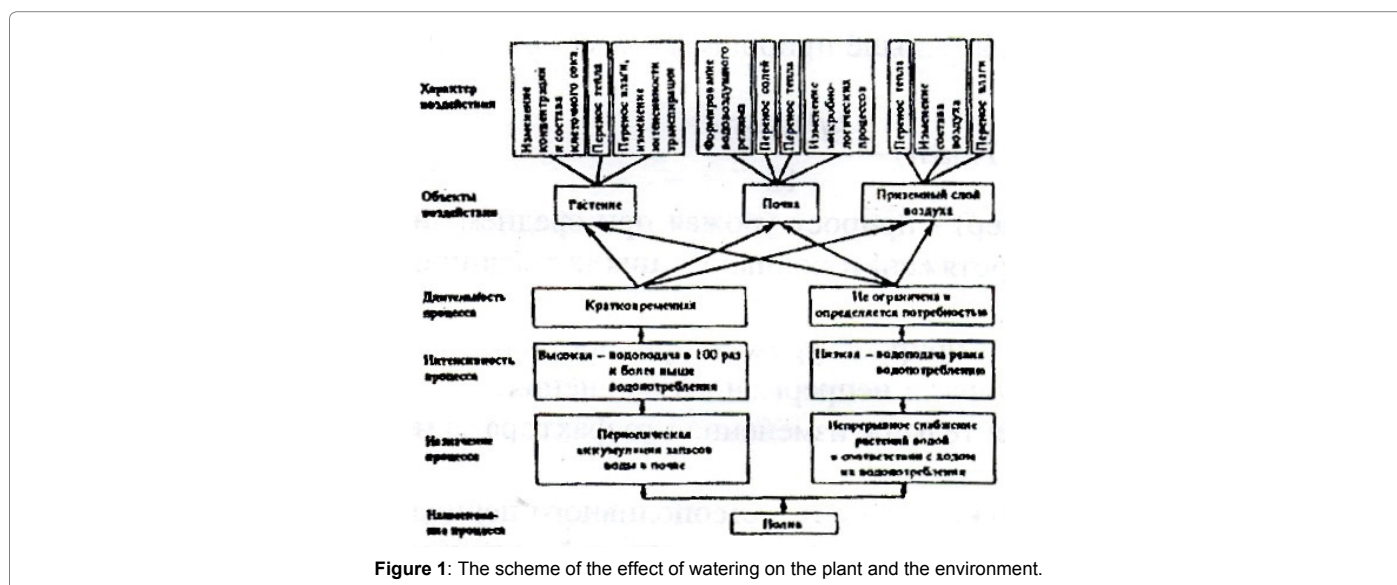 Характер
воздействия
Изменение
концентрации
и состава
клеточного сока
Перенос тепла
Перенос влаги,
изменение
интенсивности
транспирации
Формирование
водовоздушного
режима
Перенос солей
Перенос тепла
Изменение
микробио-
логических
процессов
Перенос тепла
Изменение
состава
воздуха
Перенос влаги
Объекты
воздействия
Растение
Почва
Приземный слой
воздуха
Длительность
процесса
Кратковременная
Не ограничена и
определяется потребностью
Интенсивность
процесса
Высокая – водоподача в 100 раз
и более выше
водопотребления
Низкая – водоподача равна
водопотреблению
Назначение
процесса
Периодическая
аккумуляция запасов
воды в почве
Непрерывное снабжение
растений водой
в соответствии с ходом
их водопотребления
Наименова-
ние процесса
Полив
Figure 1: The scheme of the effect of watering on the plant and the environment.